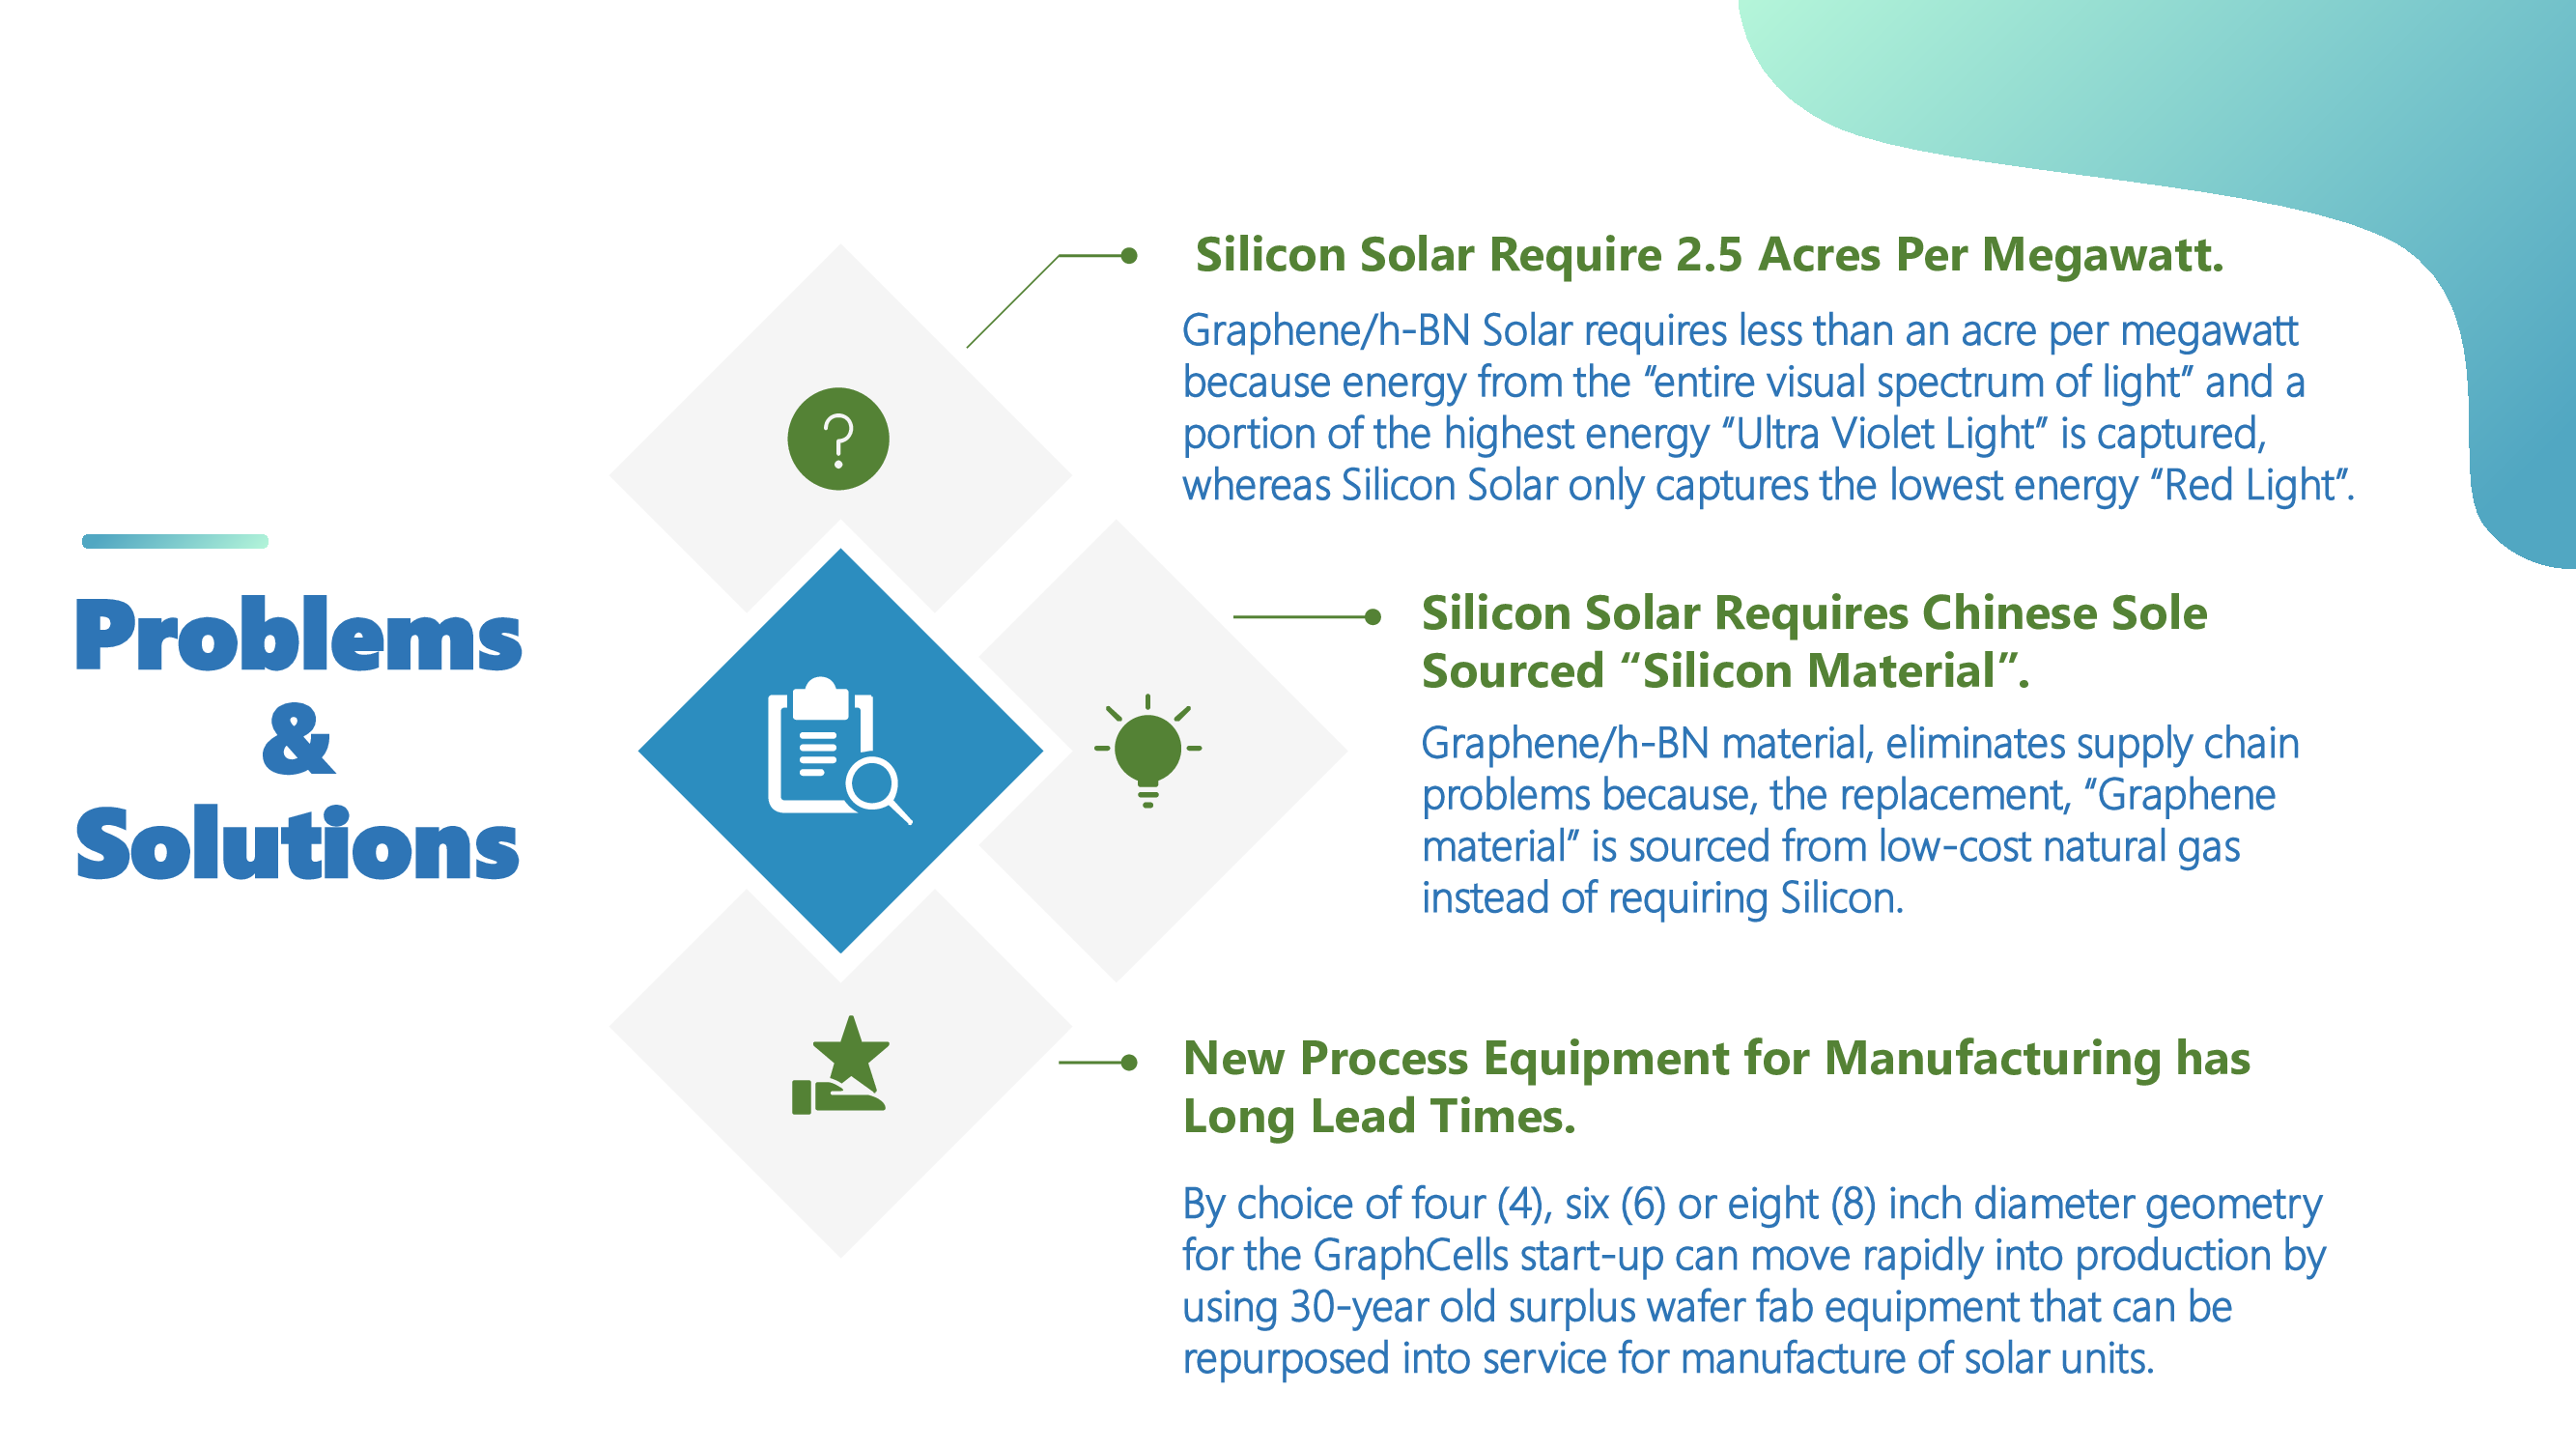 Problems
&
Solutions
?
Silicon Solar Require 2.5 Acres Per Megawatt.
Graphene/h-BN Solar requires less than an acre per megawatt
because energy from the “entire visual spectrum of light” and a
portion of the highest energy “Ultra Violet Light” is captured,
whereas Silicon Solar only captures the lowest energy “Red Light”.
Silicon Solar Requires Chinese Sole
Sourced “Silicon Material”.
Graphene/h-BN material, eliminates supply chain
problems because, the replacement, “Graphene
material” is sourced from low-cost natural gas
instead of requiring Silicon.
New Process Equipment for Manufacturing has
Long Lead Times.
By choice of four (4), six (6) or eight (8) inch diameter geometry
for the GraphCells start-up can move rapidly into production by
using 30-year old surplus wafer fab equipment that can be
repurposed into service for manufacture of solar units.